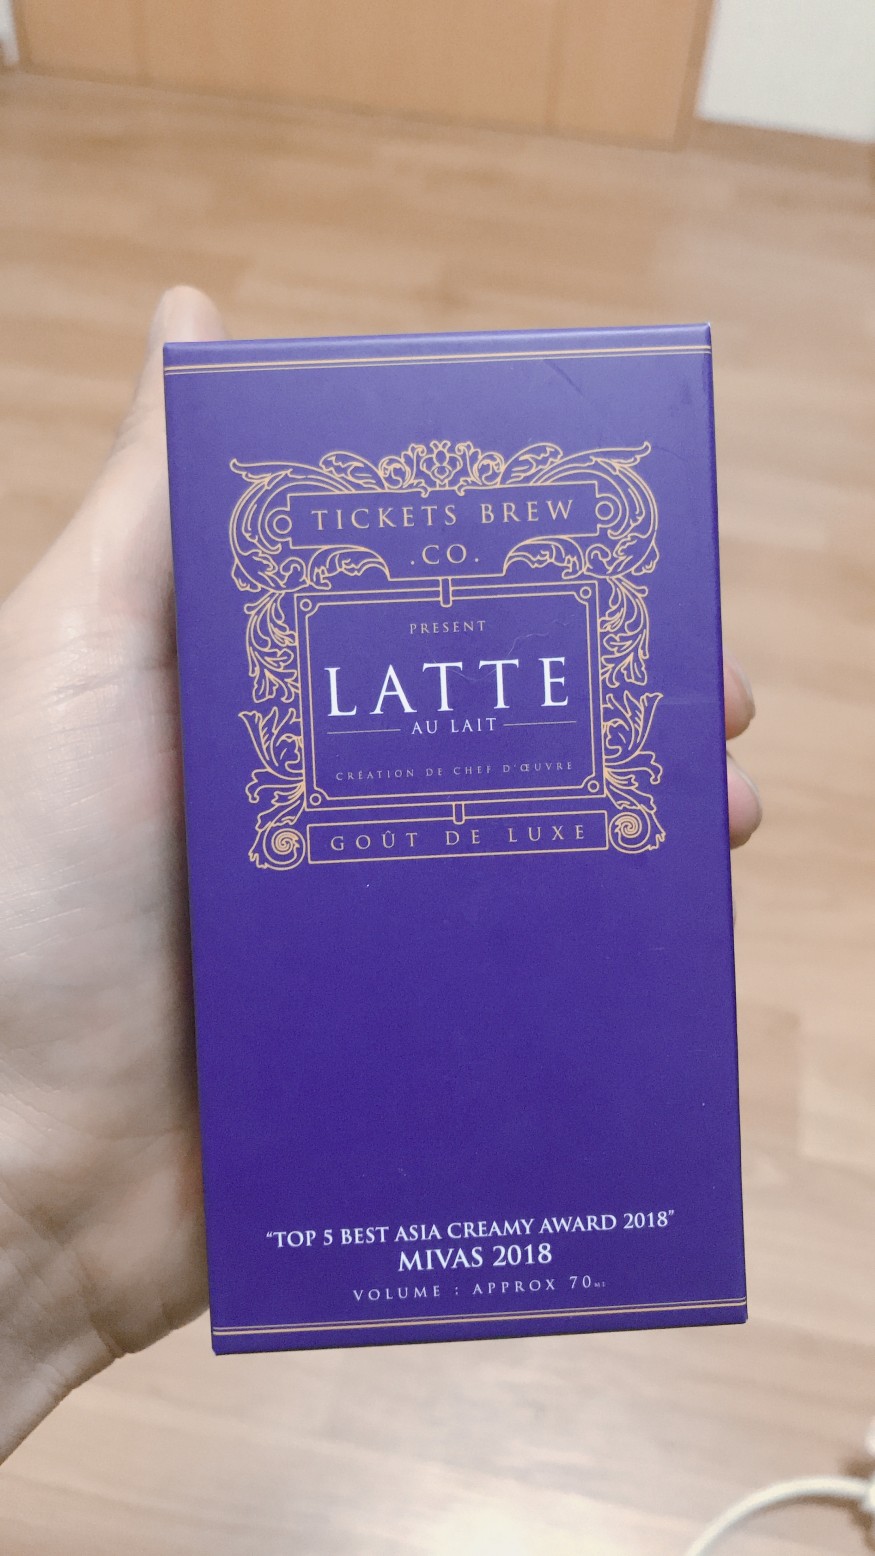 TICKETS BREW
.CO.
PRESENT
LATTE
AU LAIT
CRÉATION DE CHEF D'ŒUVRE
GOÛT DE LUXE
“TOP 5 BEST ASIA CREAMY AWARD 2018”
MIVAS 2018
VOLUME : APPROX 70